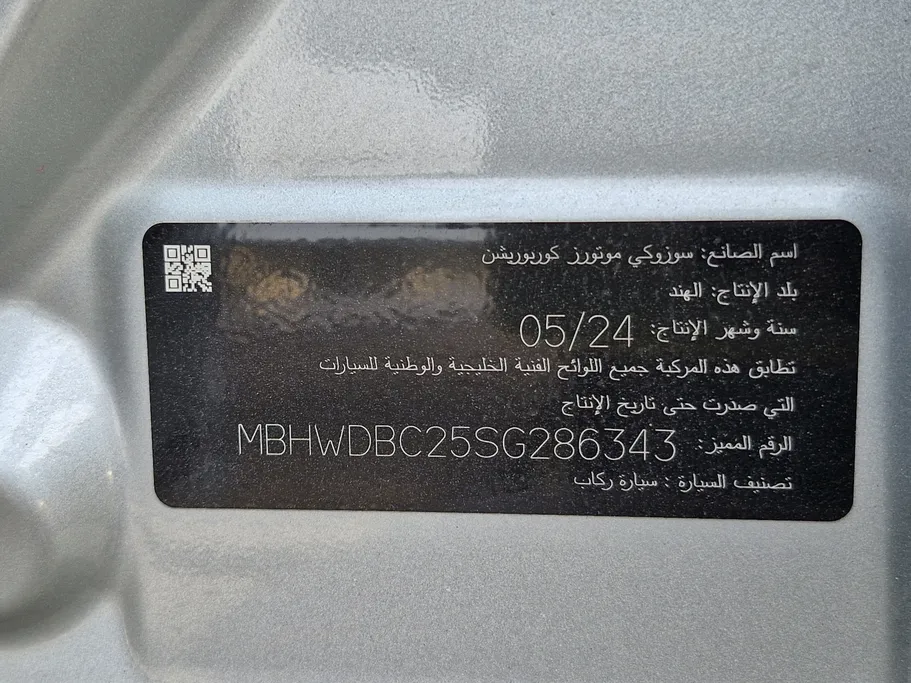 اسم الصانع: سوزوكي موتورز كوربوريشن
بلد الإنتاج: الهند
سنة وشهر الإنتاج: 05/24
تطابق هذه المركبة جميع اللوائح الفنية الخليجية والوطنية للسيارات
التي صدرت حتى تاريخ الإنتاج
الرقم المميز: MBHWDBC25SG286343
تصنيف السيارة : سيارة ركاب